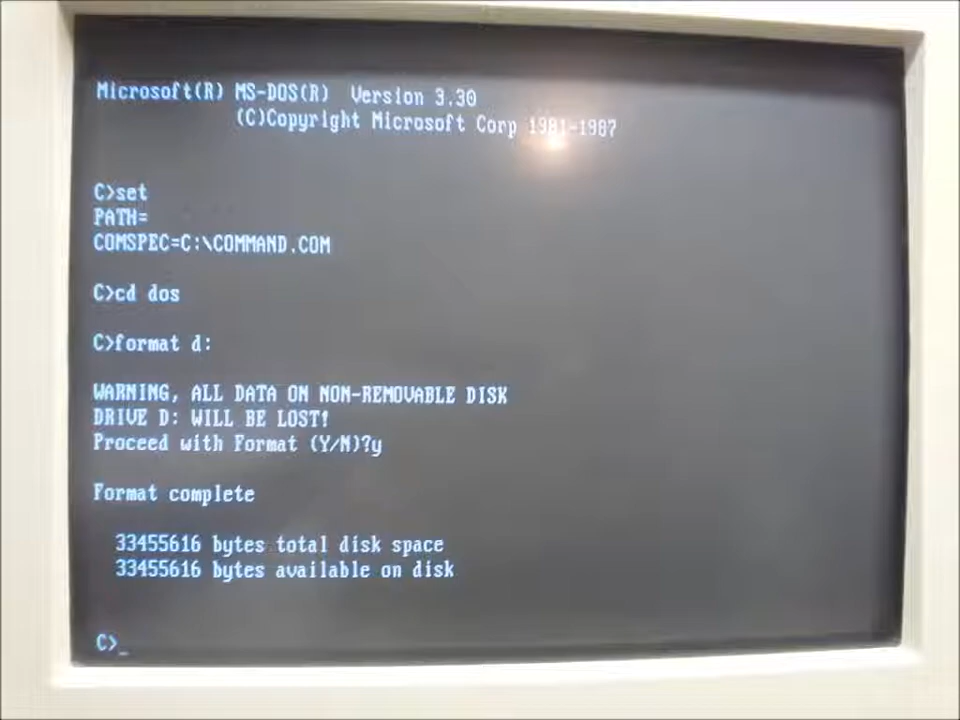 Microsoft(R) MS-DOS(R) Version 3.30
(C)Copyright Microsoft Corp 1981-1987
C>set
PATH=
COMSPEC=C:\COMMAND.COM
C>cd dos
C>format d:
WARNING, ALL DATA ON NON-REMOVABLE DISK
DRIVE D: WILL BE LOST!
Proceed with Format (Y/N)?y
Format complete
33455616 bytes total disk space
33455616 bytes available on disk
C>_